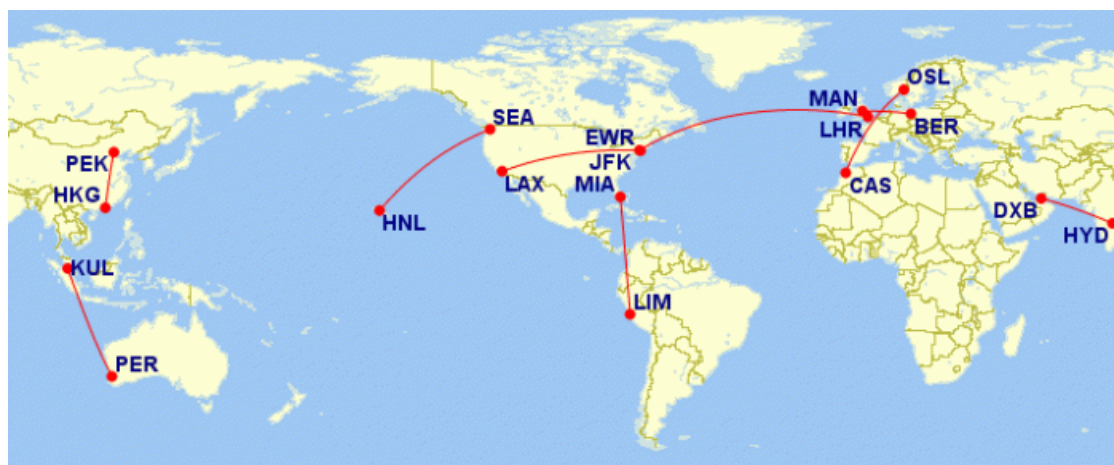 OSL
MAN
LHR
BER
SEA
EWR
JFK
PEK
LAX
MIA
CAS
HKG
HNL
DXB
HYD
KUL
LIM
PER